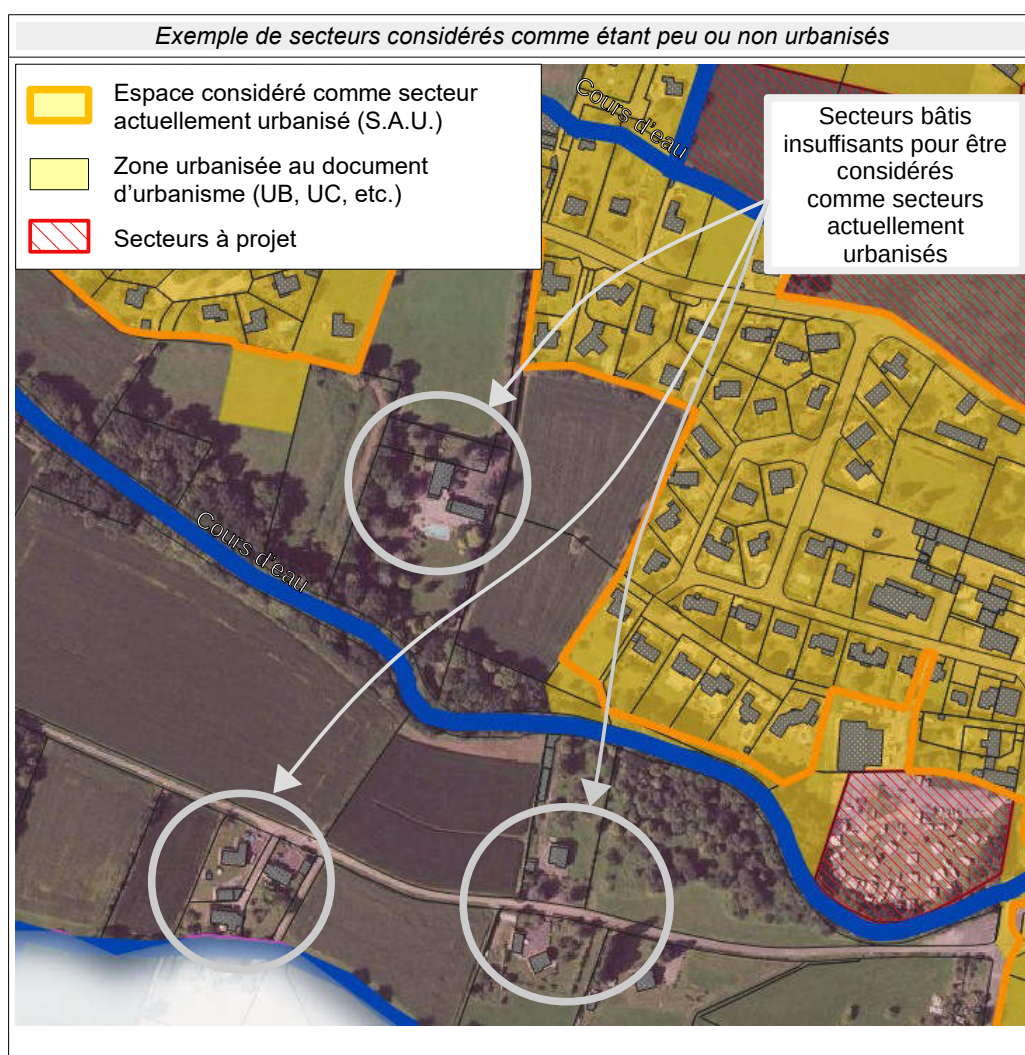 Exemple de secteurs considérés comme étant peu ou non urbanisés
Espace considéré comme secteur
actuellement urbanisé (S.A.U.)
Zone urbanisée au document
d'urbanisme (UB, UC, etc.)
Secteurs à projet
Cours d'eau
Secteurs bâtis
insuffisants pour être
considérés
comme secteurs
actuellement
urbanisés
Cours d'eau